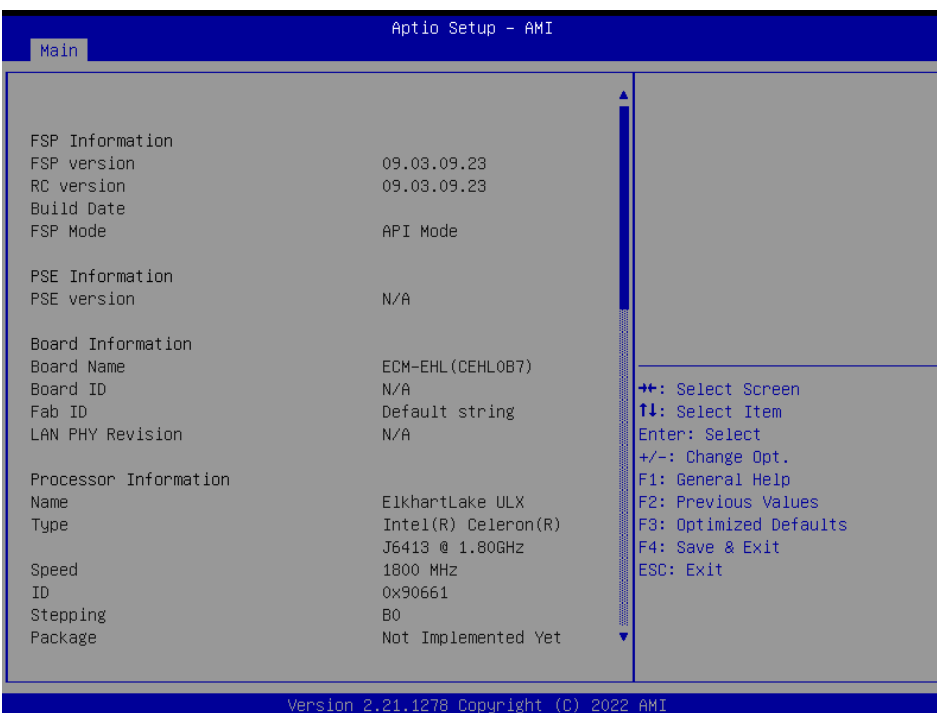 Aptio Setup – AMI
Main
FSP Information
FSP version 09.03.09.23
RC version 09.03.09.23
Build Date
FSP Mode API Mode
PSE Information
PSE version N/A
Board Information
Board Name ECM-EHL(CEHL0B7)
Board ID N/A
Fab ID Default string
LAN PHY Revision N/A
Processor Information
Name ElkhartLake ULX
Type Intel(R) Celeron(R)
J6413 @ 1.80GHz
Speed 1800 MHz
ID 0x90661
Stepping B0
Package Not Implemented Yet
→←: Select Screen
↑↓: Select Item
Enter: Select
+/-: Change Opt.
F1: General Help
F2: Previous Values
F3: Optimized Defaults
F4: Save & Exit
ESC: Exit
Version 2.21.1278 Copyright (C) 2022 AMI